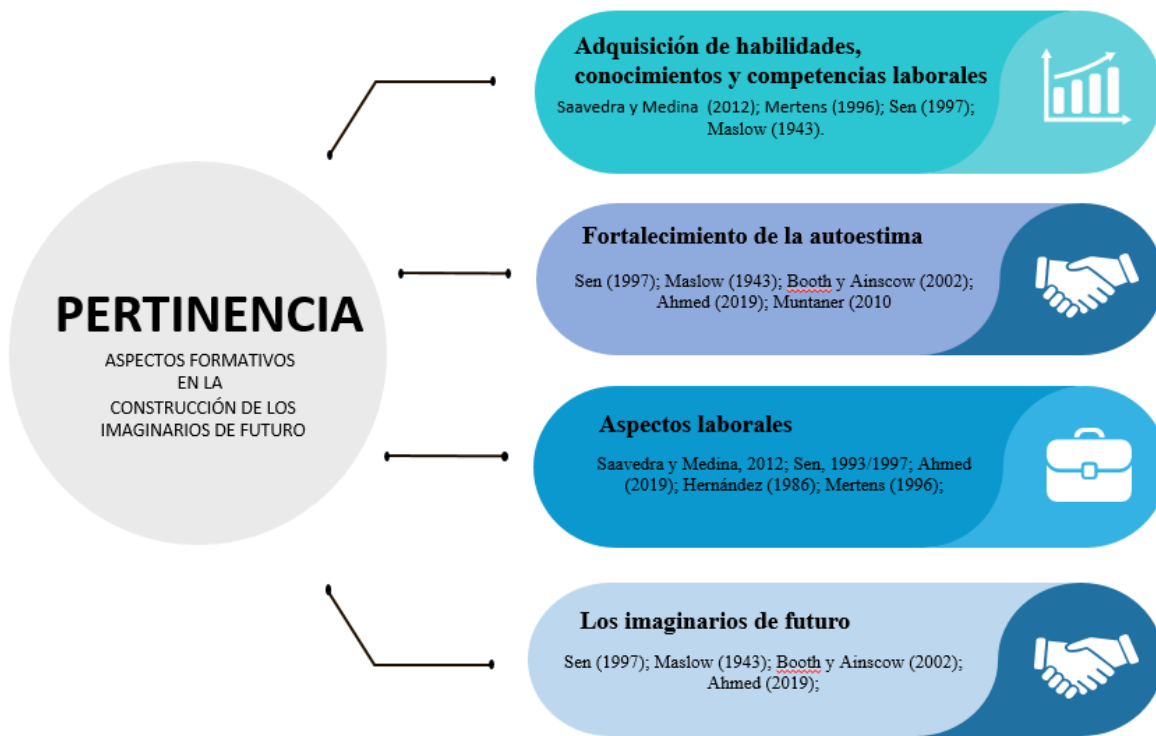 Adquisición de habilidades,
conocimientos y competencias laborales
Saavedra y Medina (2012); Mertens (1996); Sen (1997);
Maslow (1943).
Fortalecimiento de la autoestima
Sen (1997); Maslow (1943); Booth y Ainscow (2002);
Ahmed (2019); Muntaner (2010
PERTINENCIA
ASPECTOS FORMATIVOS
EN LA
CONSTRUCCIÓN DE LOS
IMAGINARIOS DE FUTURO
Aspectos laborales
Saavedra y Medina, 2012; Sen, 1993/1997; Ahmed
(2019); Hernández (1986); Mertens (1996);
Los imaginarios de futuro
Sen (1997); Maslow (1943); Booth y Ainscow (2002);
Ahmed (2019);